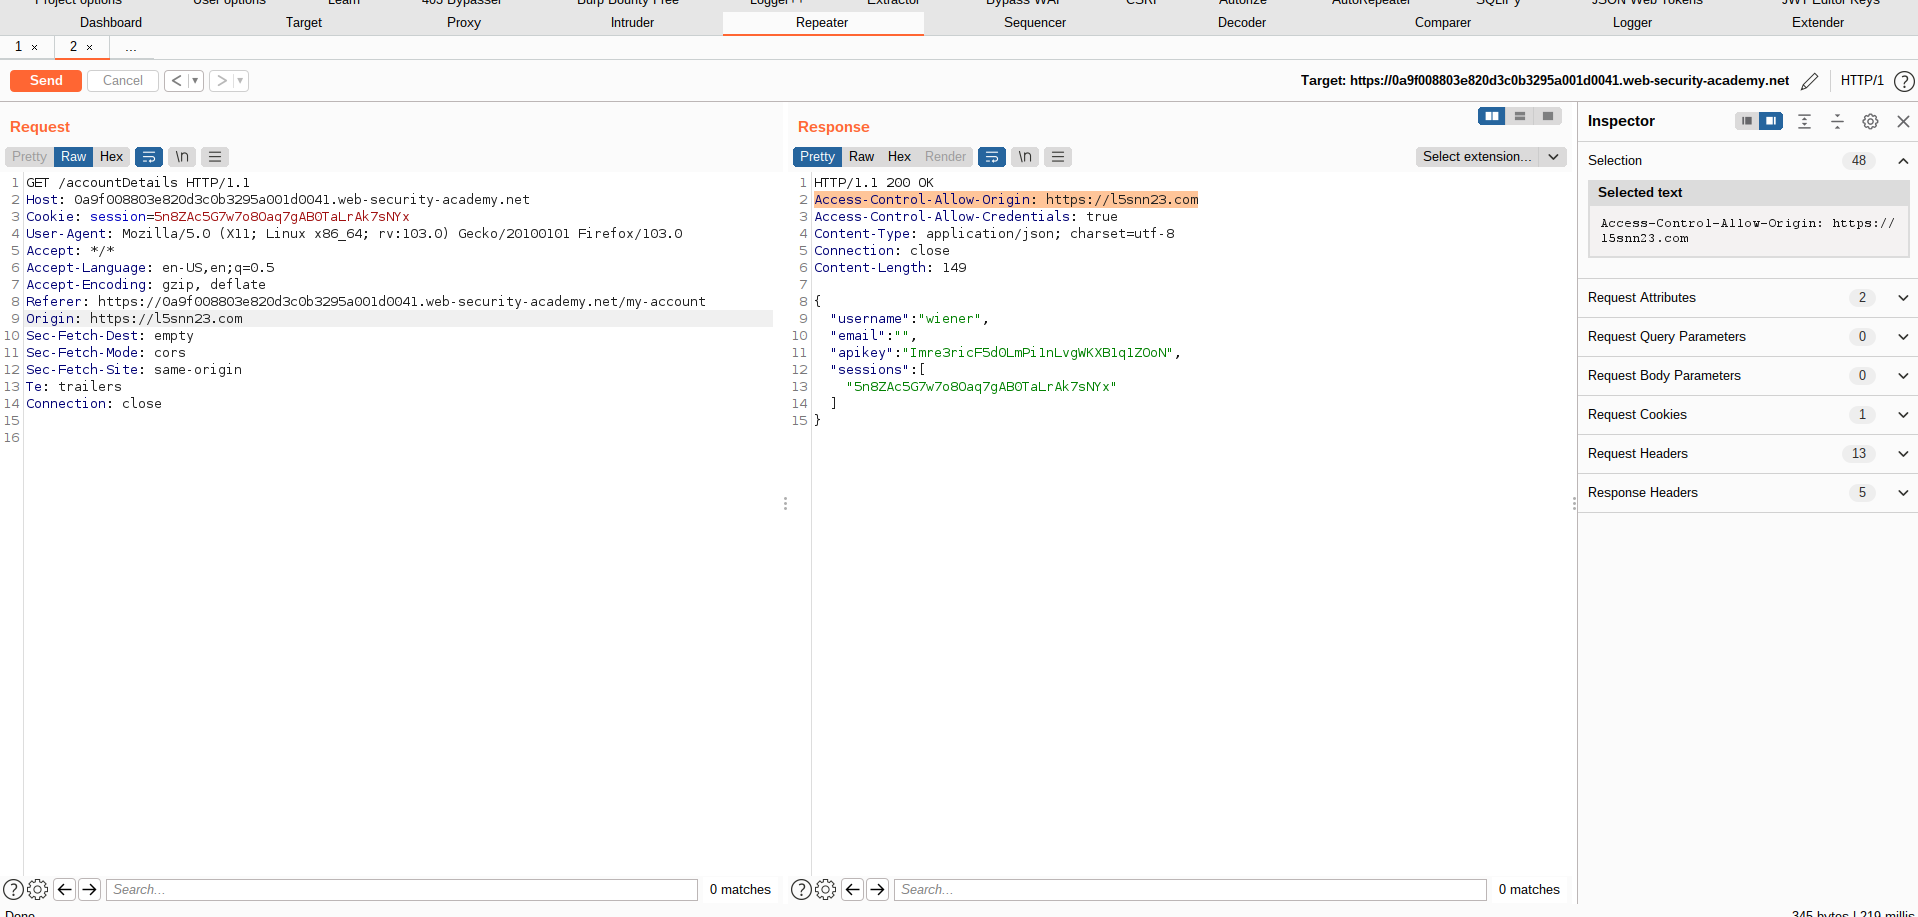 Project options User options Learn 403 Bypasser Burp Bounty Free Logger++ Extractor Bypass WAF CSRF Autorize AutoRepeater SQLiPy JSON Web Tokens JWT Editor Keys
Dashboard Target Proxy Intruder Repeater Sequencer Decoder Comparer Logger Extender
1 × 2 × ...
Send Cancel < ▾ > ▾ Target: https://0a9f008803e820d3c0b3295a001d0041.web-security-academy.net HTTP/1 ?
Request
Pretty Raw Hex \n
1 GET /accountDetails HTTP/1.1
2 Host: 0a9f008803e820d3c0b3295a001d0041.web-security-academy.net
3 Cookie: session=5n8ZAc5G7w7o8Oaq7gAB0TaLrAk7sNYx
4 User-Agent: Mozilla/5.0 (X11; Linux x86_64; rv:103.0) Gecko/20100101 Firefox/103.0
5 Accept: */*
6 Accept-Language: en-US,en;q=0.5
7 Accept-Encoding: gzip, deflate
8 Referer: https://0a9f008803e820d3c0b3295a001d0041.web-security-academy.net/my-account
9 Origin: https://l5snn23.com
10 Sec-Fetch-Dest: empty
11 Sec-Fetch-Mode: cors
12 Sec-Fetch-Site: same-origin
13 Te: trailers
14 Connection: close
15
16
? Search... 0 matches
Response
Pretty Raw Hex Render \n Select extension...
1 HTTP/1.1 200 OK
2 Access-Control-Allow-Origin: https://l5snn23.com
3 Access-Control-Allow-Credentials: true
4 Content-Type: application/json; charset=utf-8
5 Connection: close
6 Content-Length: 149
7
8 {
9 "username":"wiener",
10 "email":"",
11 "apikey":"Imre3ricF5d0LmPi1nLvgWKXB1q1ZOoN",
12 "sessions":[
13 "5n8ZAc5G7w7o8Oaq7gAB0TaLrAk7sNYx"
14 ]
15 }
? Search... 0 matches
Inspector
Selection 48
Selected text
Access-Control-Allow-Origin: https://
l5snn23.com
Request Attributes 2
Request Query Parameters 0
Request Body Parameters 0
Request Cookies 1
Request Headers 13
Response Headers 5
Done 345 bytes | 219 millis